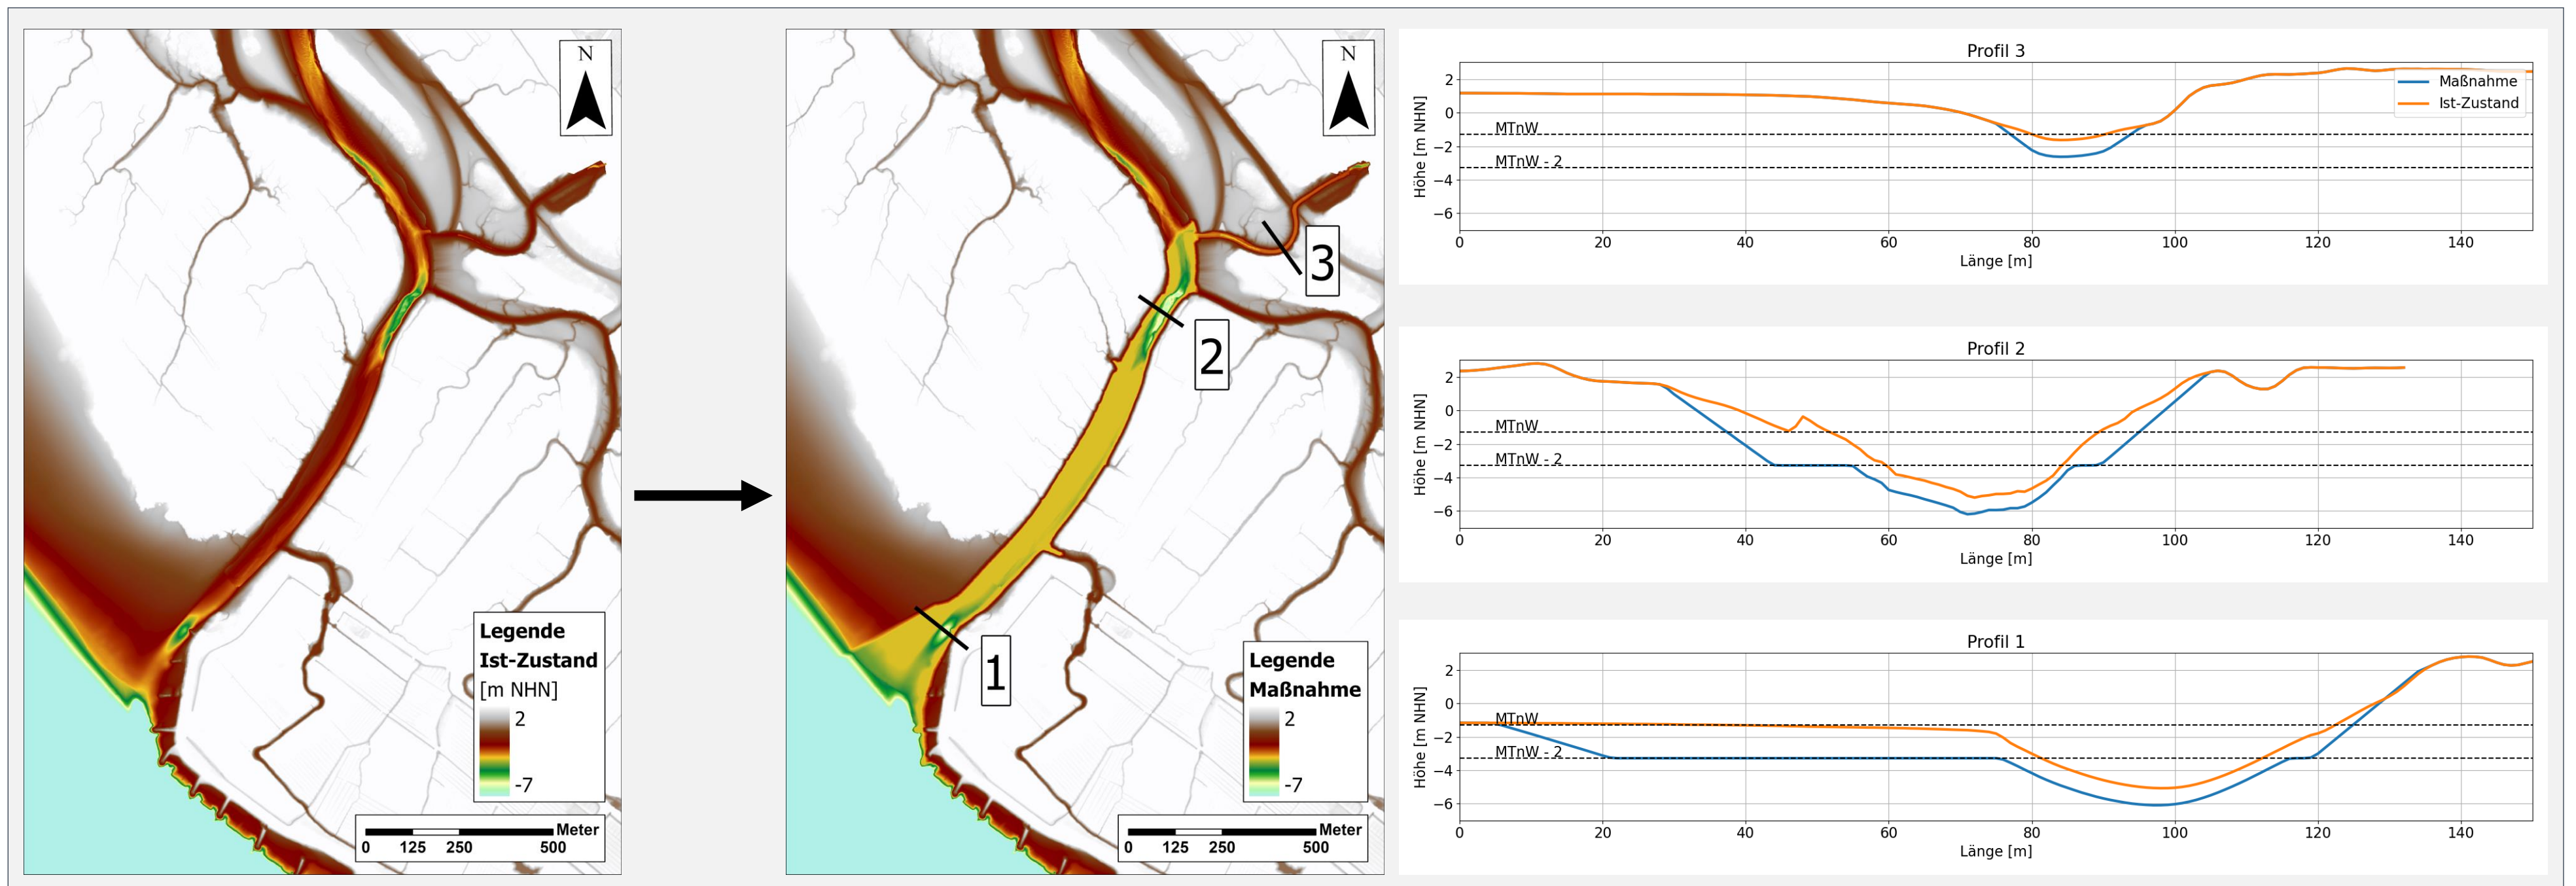 N
Legende
Ist-Zustand
[m NHN]
2
-7
Meter
0 125 250 500
N
3
2
1
Legende
Maßnahme
2
-7
Meter
0 125 250 500
Profil 3
Höhe [m NHN]
2
0
−2
−4
−6
MTnW
MTnW - 2
Maßnahme
Ist-Zustand
0 20 40 60 80 100 120 140
Länge [m]
Profil 2
Höhe [m NHN]
2
0
−2
−4
−6
MTnW
MTnW - 2
0 20 40 60 80 100 120 140
Länge [m]
Profil 1
Höhe [m NHN]
2
0
−2
−4
−6
MTnW
MTnW - 2
0 20 40 60 80 100 120 140
Länge [m]